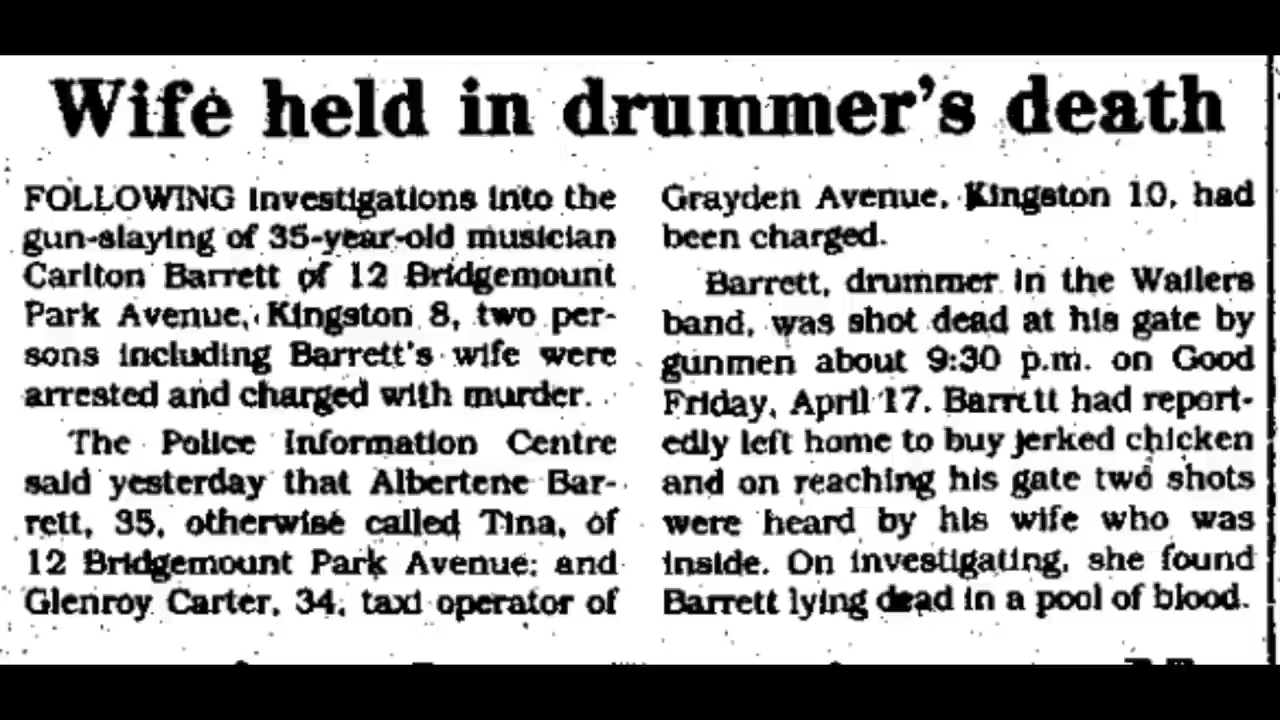 Wife held in drummer's death
FOLLOWING investigations into the
gun-slaying of 35-year-old musician
Carlton Barrett of 12 Bridgemount
Park Avenue, Kingston 8, two per-
sons including Barrett's wife were
arrested and charged with murder.
The Police Information Centre
said yesterday that Albertene Bar-
rett, 35, otherwise called Tina, of
12 Bridgemount Park Avenue; and
Glenroy Carter, 34, taxi operator of
Grayden Avenue, Kingston 10, had
been charged.
Barrett, drummer in the Wailers
band, was shot dead at his gate by
gunmen about 9:30 p.m. on Good
Friday, April 17. Barrett had report-
edly left home to buy jerked chicken
and on reaching his gate two shots
were heard by his wife who was
inside. On investigating, she found
Barrett lying dead in a pool of blood.